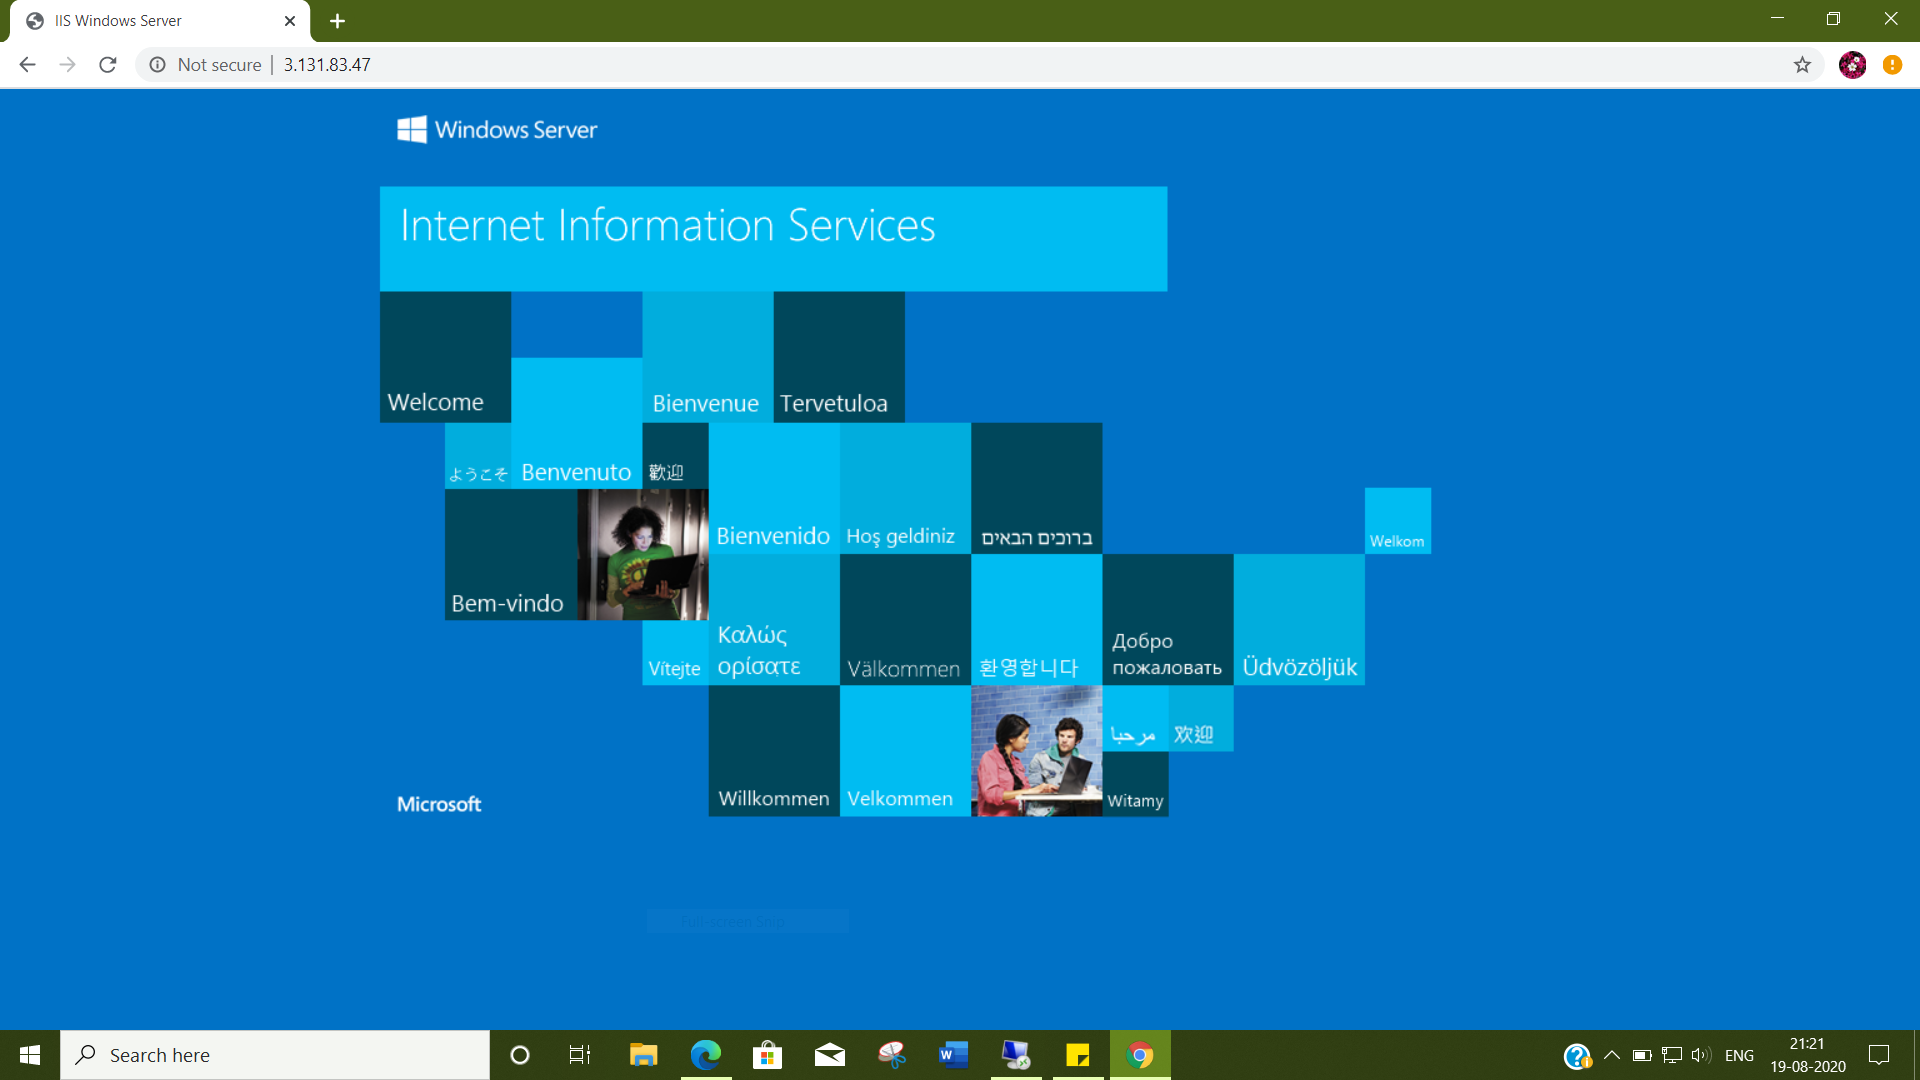 IIS Windows Server
Not secure
3.131.83.47
Windows Server
Internet Information Services
Welcome
Bienvenue
Tervetuloa
ようこそ
Benvenuto
歡迎
Bienvenido
Hoş geldiniz
ברוכים הבאים
Welkom
Bem-vindo
Vítejte
Καλώς
ορίσατε
Välkommen
환영합니다
Добро
пожаловать
Üdvözöljük
Willkommen
Velkommen
مرحبا
欢迎
Witamy
Microsoft
Full-screen Snip
Search here
ENG
21:21
19-08-2020